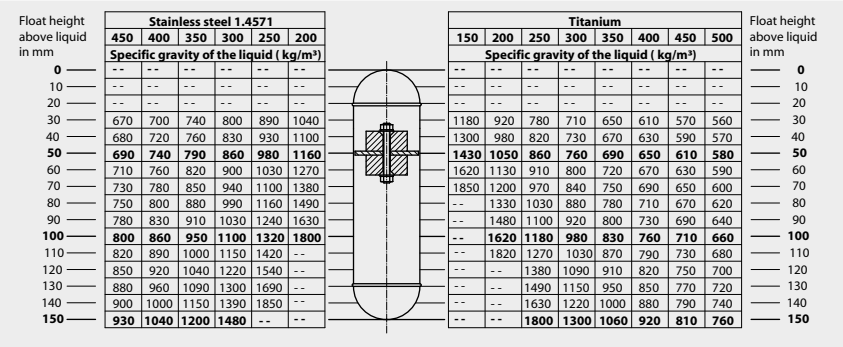 Float height Stainless steel 1.4571 Titanium Float height
above liquid 450 400 350 300 250 200 150 200 250 300 350 400 450 500 above liquid
in mm Specific gravity of the liquid ( kg/m³) Specific gravity of the liquid ( kg/m³) in mm
0 -- -- -- -- -- -- -- -- -- -- -- -- -- -- 0
10 -- -- -- -- -- -- -- -- -- -- -- -- -- -- 10
20 -- -- -- -- -- -- -- -- -- -- -- -- -- -- 20
30 670 700 740 800 890 1040 1180 920 780 710 650 610 570 560 30
40 680 720 760 830 930 1100 1300 980 820 730 670 630 590 570 40
50 690 740 790 860 980 1160 1430 1050 860 760 690 650 610 580 50
60 710 760 820 900 1030 1270 1620 1130 910 800 720 670 630 590 60
70 730 780 850 940 1100 1380 1850 1200 970 840 750 690 650 600 70
80 750 800 880 990 1160 1490 -- 1330 1030 880 780 710 670 620 80
90 780 830 910 1030 1240 1630 -- 1480 1100 920 800 730 690 640 90
100 800 860 950 1100 1320 1800 -- 1620 1180 980 830 760 710 660 100
110 820 890 1000 1150 1420 -- -- 1820 1270 1030 870 790 730 680 110
120 850 920 1040 1220 1540 -- -- -- 1380 1090 910 820 750 700 120
130 880 960 1090 1300 1690 -- -- -- 1490 1150 950 850 770 720 130
140 900 1000 1150 1390 1850 -- -- -- 1630 1220 1000 880 790 740 140
150 930 1040 1200 1480 -- -- -- -- 1800 1300 1060 920 810 760 150